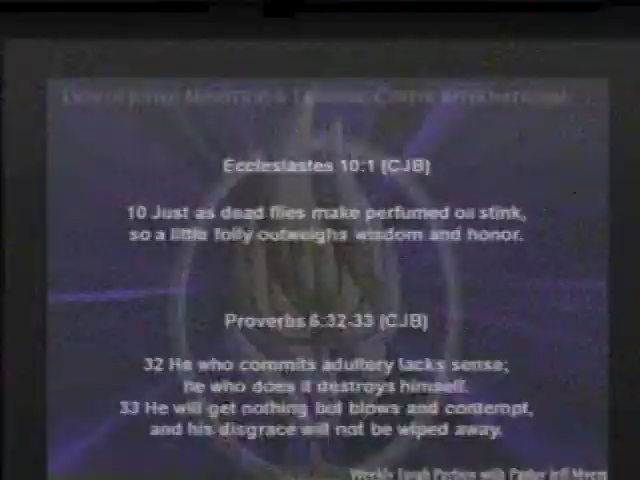 Ecclesiastes 10:1 (CJB)
10 Just as dead flies make perfumed oil stink,
so a little folly outweighs wisdom and honor.
Proverbs 6:32-33 (CJB)
32 He who commits adultery lacks sense;
he who does it destroys himself.
33 He will get nothing but blows and contempt,
and his disgrace will not be wiped away.
Weekly Torah Portion with Pastor Jeff